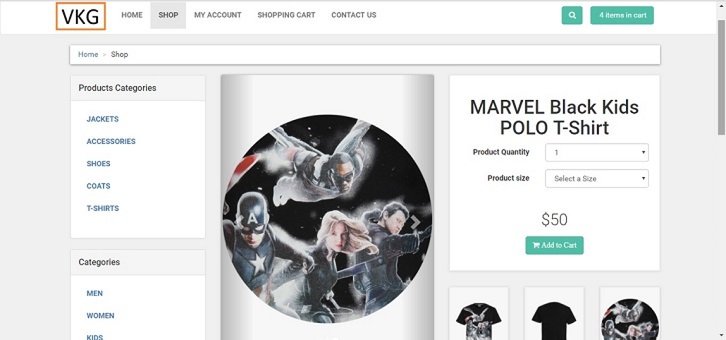 VKG HOME SHOP MY ACCOUNT SHOPPING CART CONTACT US 4 items in cart
Home » Shop
Products Categories
JACKETS
ACCESSORIES
SHOES
COATS
T-SHIRTS
Categories
MEN
WOMEN
KIDS
A
MARVEL Black Kids
POLO T-Shirt
Product Quantity 1
Product size Select a Size
$50
Add to Cart